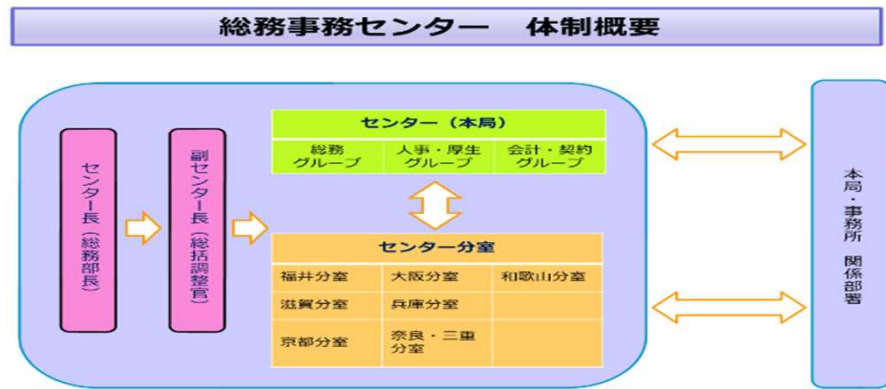 総務事務センター　体制概要
センター長（総務部長）
副センター長（総括調整官）
センター（本局）
総務
グループ
人事・厚生
グループ
会計・契約
グループ
センター分室
福井分室
大阪分室
和歌山分室
滋賀分室
兵庫分室
京都分室
奈良・三重
分室
本局・事務所　関係部署